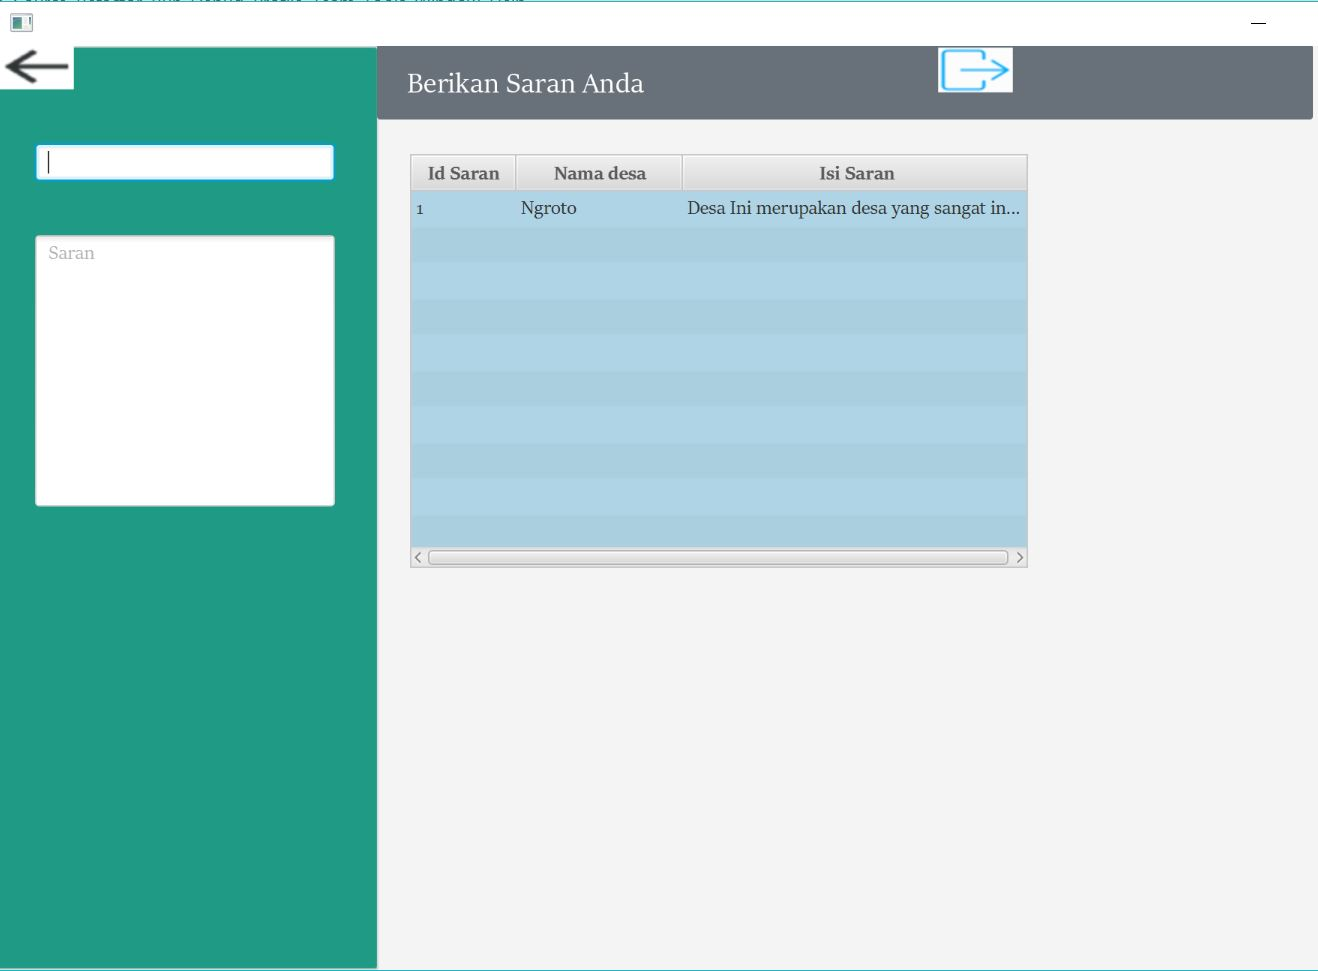 Berikan Saran Anda
Id Saran Nama desa Isi Saran
1 Ngroto Desa Ini merupakan desa yang sangat in...
Saran